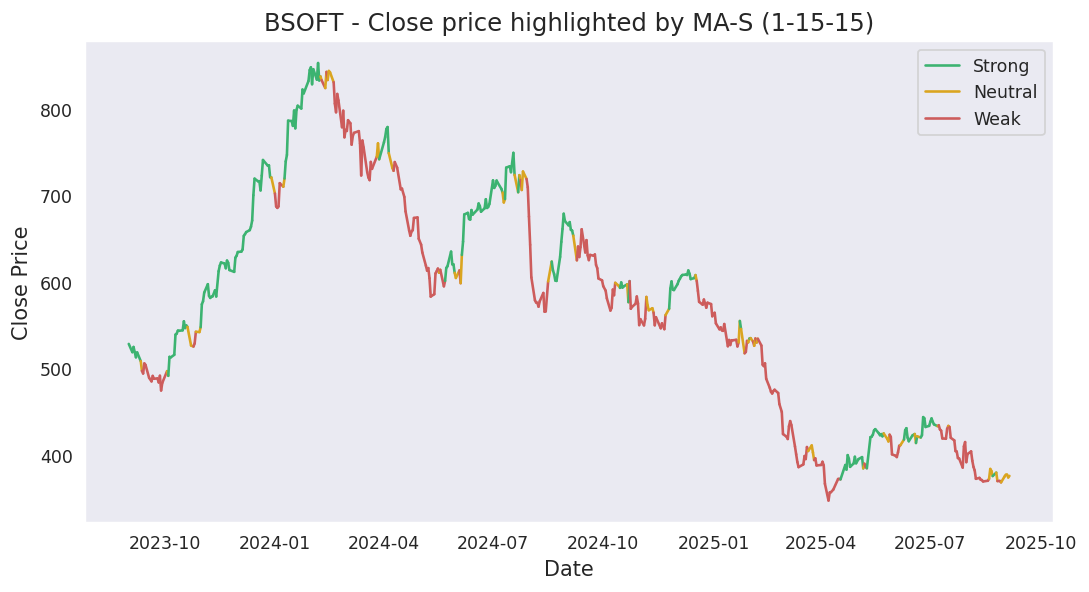 BSOFT - Close price highlighted by MA-S (1-15-15)
Strong
Neutral
Weak
Close Price
800
700
600
500
400
2023-10
2024-01
2024-04
2024-07
2024-10
2025-01
2025-04
2025-07
2025-10
Date